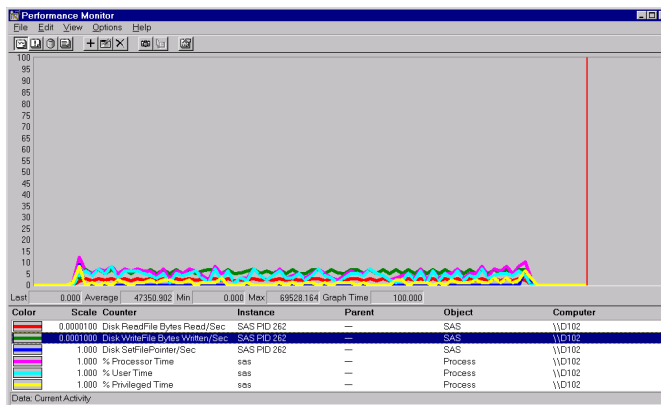 Performance Monitor
File Edit View Options Help
100
95
90
85
80
75
70
65
60
55
50
45
40
35
30
25
20
15
10
5
0
Last 0.000 Average 47350.902 Min 0.000 Max 69528.164 Graph Time 100.000
Color Scale Counter Instance Parent Object Computer
0.0000100 Disk ReadFile Bytes Read/Sec SAS PID 262 — SAS \\D102
0.0001000 Disk WriteFile Bytes Written/Sec SAS PID 262 — SAS \\D102
1.000 Disk SetFilePointer/Sec SAS PID 262 — SAS \\D102
1.000 % Processor Time sas — Process \\D102
1.000 % User Time sas — Process \\D102
1.000 % Privileged Time sas — Process \\D102
Data: Current Activity